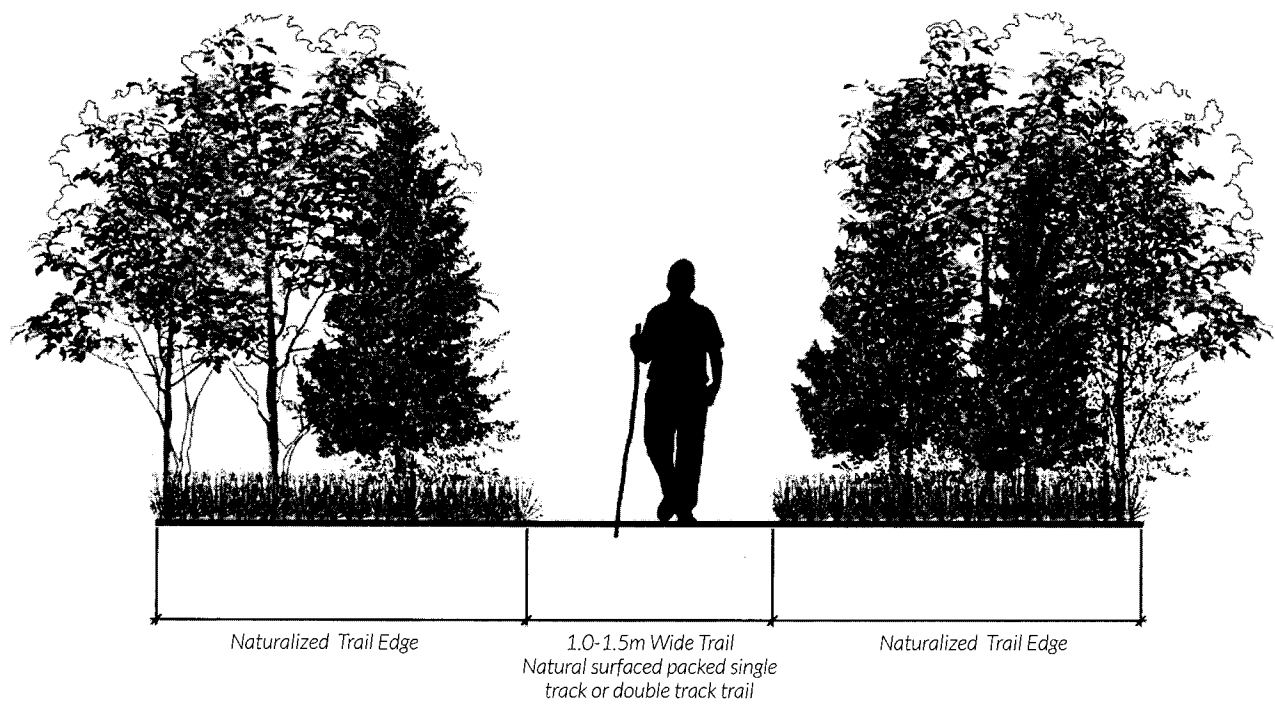 Naturalized Trail Edge
1.0-1.5m Wide Trail
Natural surfaced packed single
track or double track trail
Naturalized Trail Edge